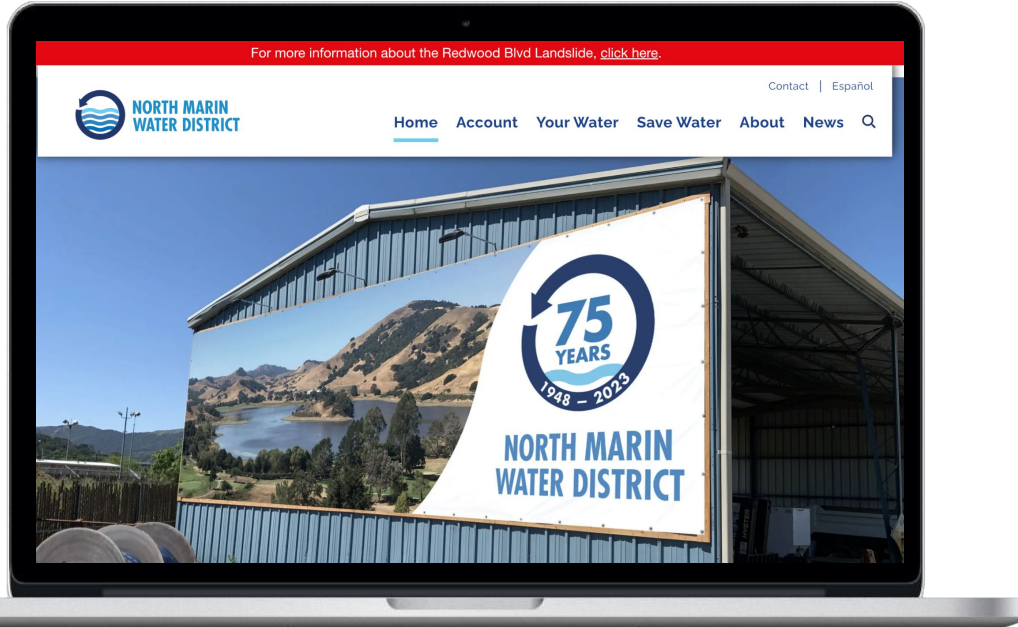 For more information about the Redwood Blvd Landslide, click here.
Contact | Español
NORTH MARIN
WATER DISTRICT
Home Account Your Water Save Water About News
75
YEARS
1948 – 2023
NORTH MARIN
WATER DISTRICT
HYSTER